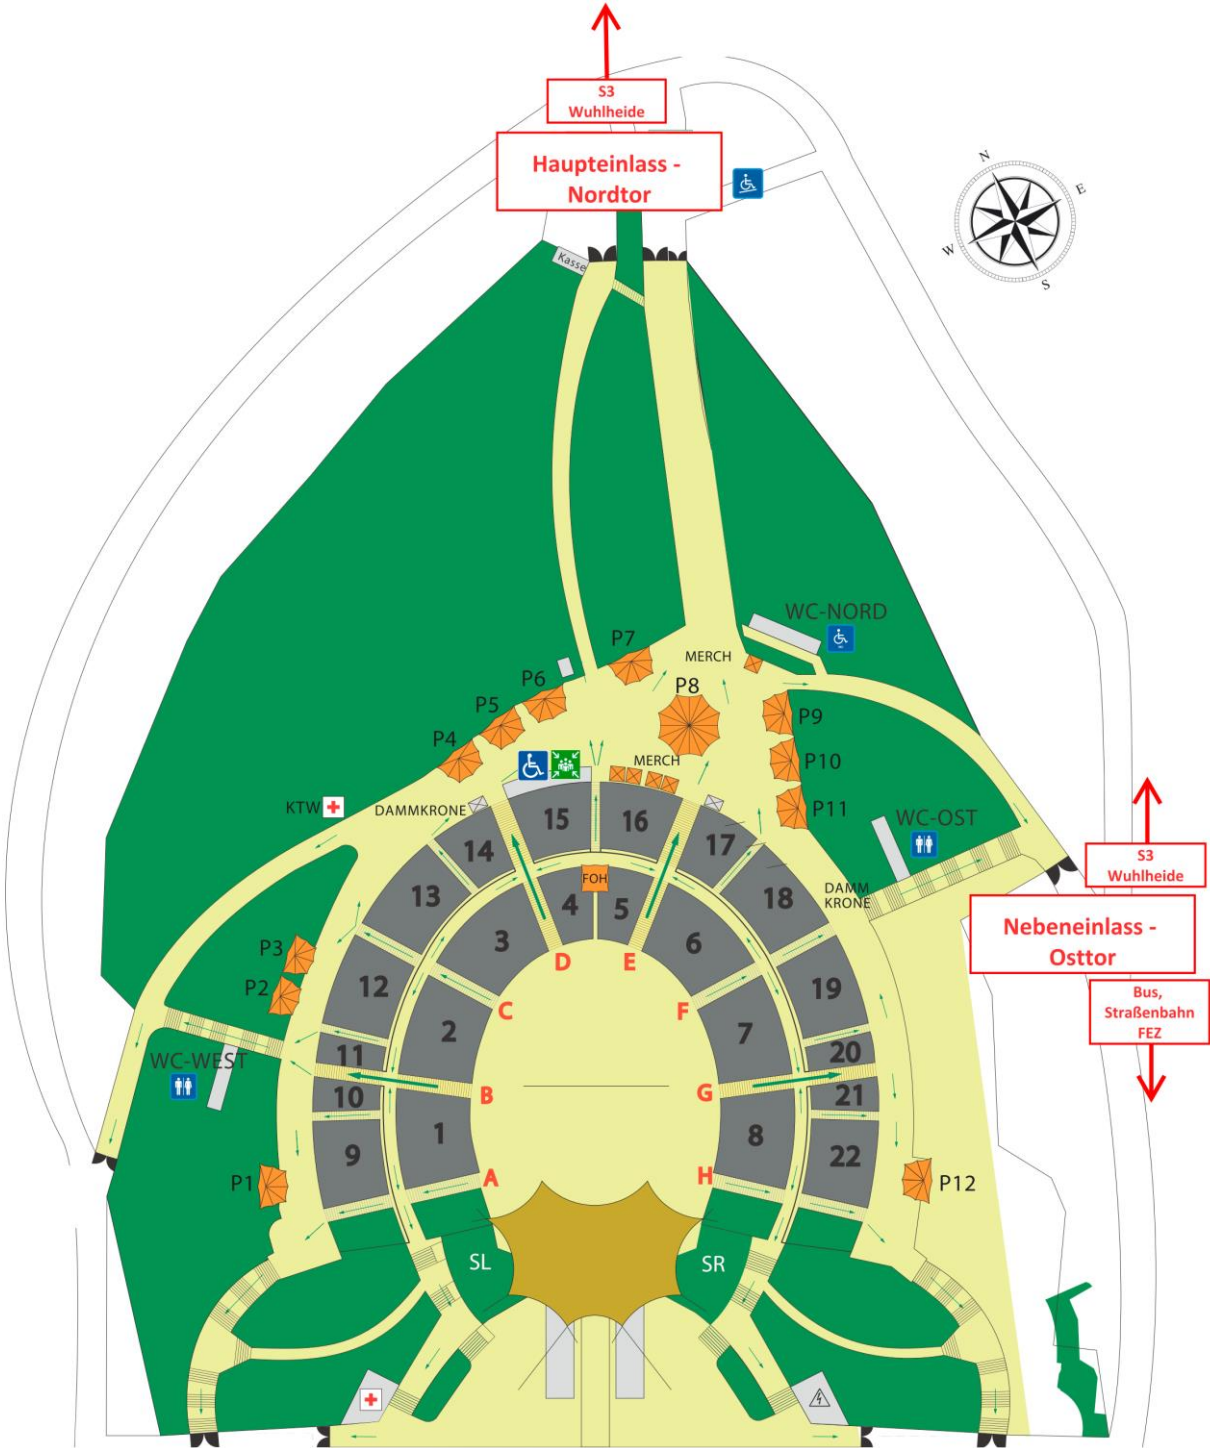 S3
Wuhlheide
Haupteinlass -
Nordtor
N
E
W
S
Kasse
WC-NORD
P7
MERCH
P6
P8
P5
P9
P4
MERCH
P10
KTW
DAMMKRONE
P11
WC-OST
15
16
14
17
S3
Wuhlheide
FOH
13
18
DAMM
KRONE
4
5
Nebeneinlass -
Osttor
3
6
P3
D
E
P2
12
19
Bus,
Straßenbahn
FEZ
C
F
2
7
WC-WEST
11
20
B
G
10
21
1
8
9
22
P1
A
H
P12
SL
SR